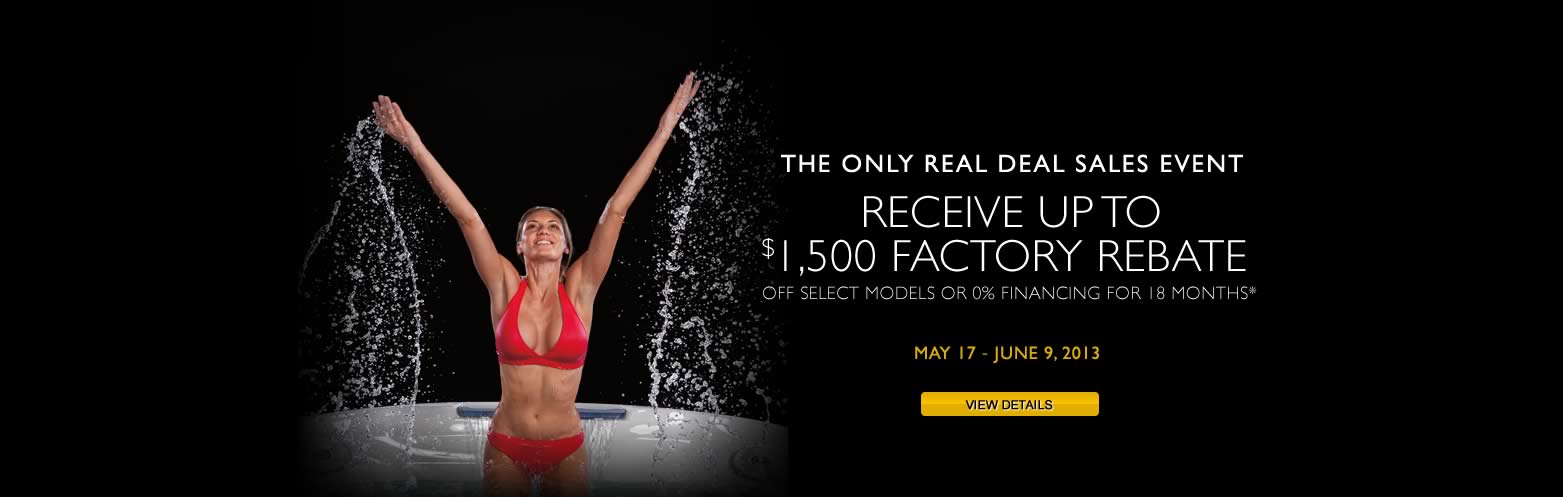 THE ONLY REAL DEAL SALES EVENT
RECEIVE UP TO
$1,500 FACTORY REBATE
OFF SELECT MODELS OR 0% FINANCING FOR 18 MONTHS*
MAY 17 - JUNE 9, 2013
VIEW DETAILS